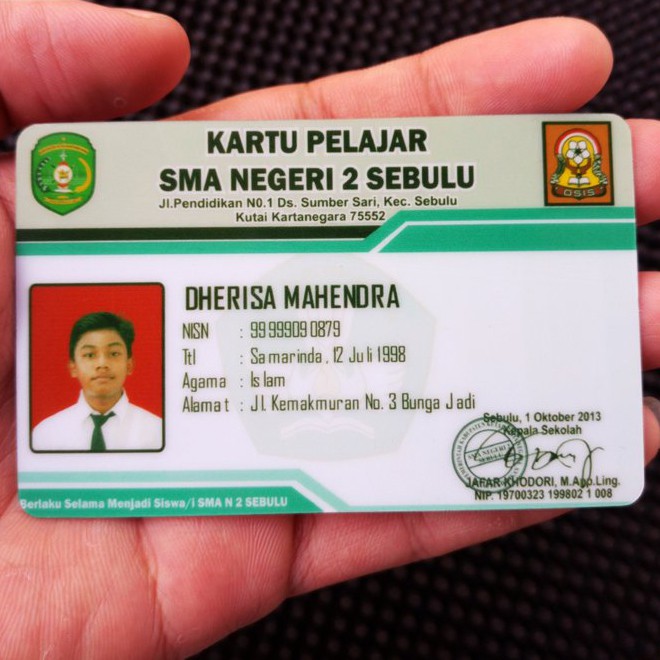 KARTU PELAJAR
SMA NEGERI 2 SEBULU
Jl.Pendidikan N0.1 Ds. Sumber Sari, Kec. Sebulu
Kutai Kartanegara 75552
OSIS
DHERISA MAHENDRA
NISN : 99 99909 0879
Ttl : Samarinda, 12 Juli 1998
Agama : Islam
Alamat : Jl. Kemakmuran No. 3 Bunga Jadi
Sebulu, 1 Oktober 2013
Kepala Sekolah
JAFAR KHODORI, M.App.Ling.
NIP. 19700323 199802 1 008
Berlaku Selama Menjadi Siswa/i SMA N 2 SEBULU